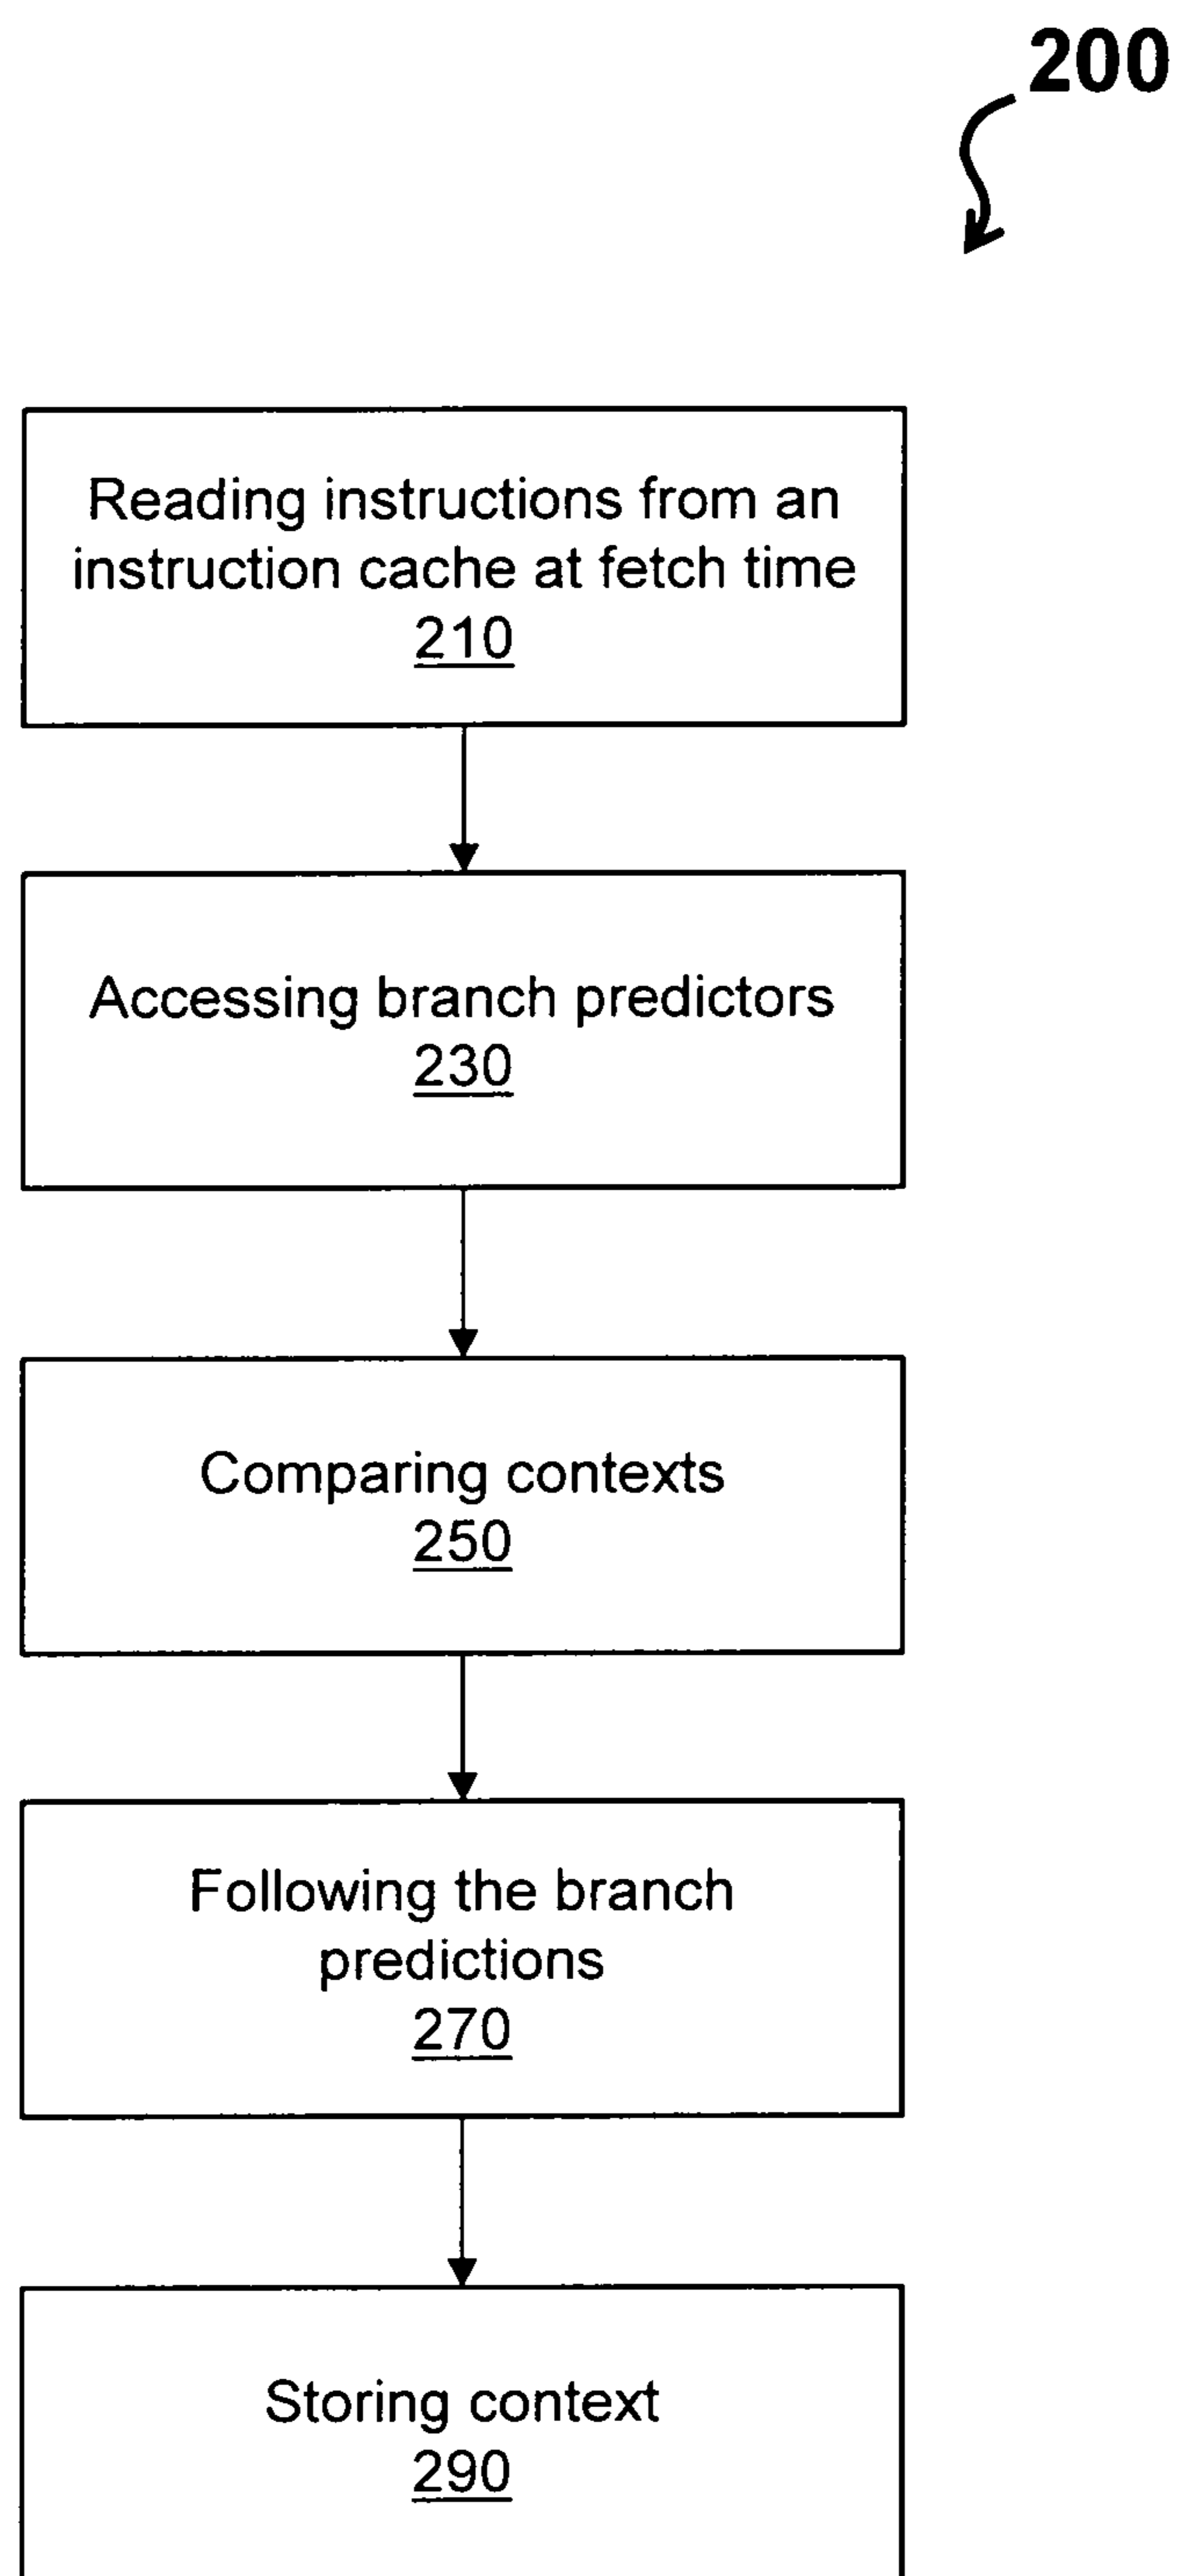 200
Reading instructions from an
instruction cache at fetch time
210
Accessing branch predictors
230
Comparing contexts
250
Following the branch
predictions
270
Storing context
290